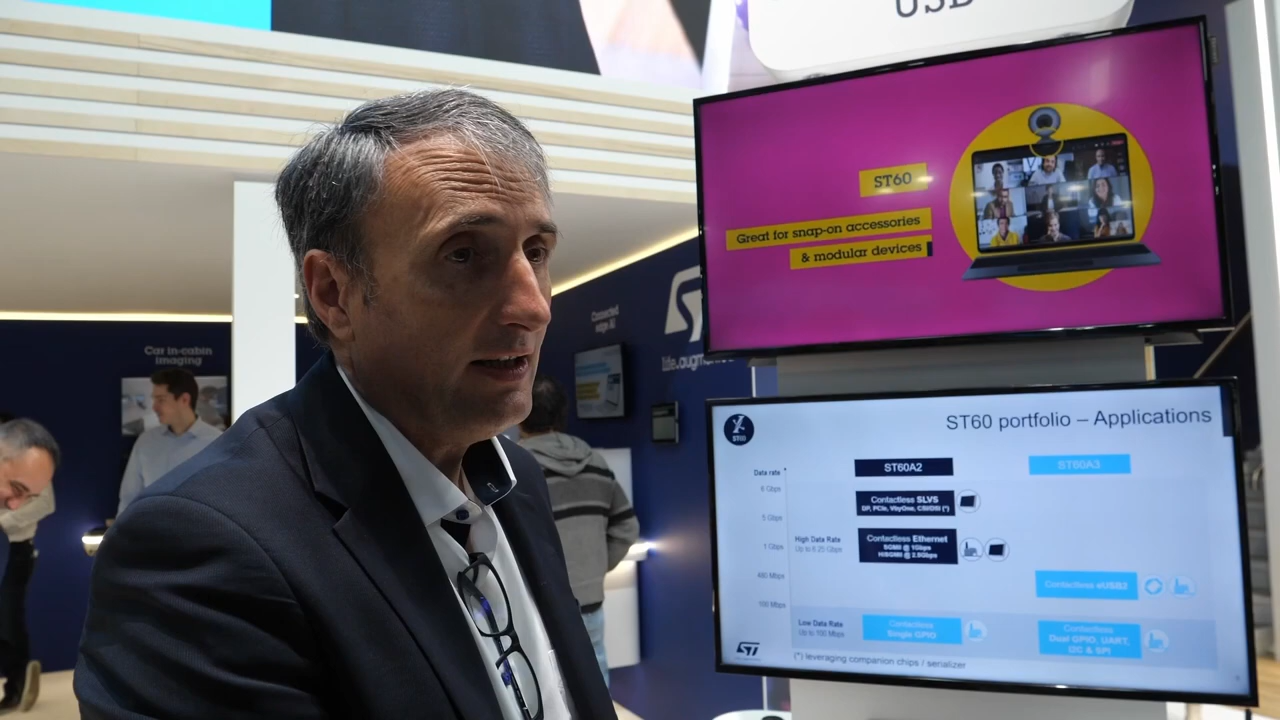 USB
ST60
Great for snap-on accessories
& modular devices
Connected
edge AI
life.augmented
Car in-cabin
imaging
ST60 portfolio – Applications
ST60
ST60A2
ST60A3
Data rate
6 Gbps
5 Gbps
1 Gbps
480 Mbps
100 Mbps
Contactless SLVS
DP, PCIe, VbyOne, CSI/DSI (*)
High Data Rate
Up to 6.25 Gbps
Contactless Ethernet
SGMII @ 1Gbps
HSGMII @ 2.5Gbps
Contactless eUSB2
Low Data Rate
Up to 100 Mbps
Contactless
Single GPIO
Contactless
Dual GPIO, UART,
I2C & SPI
ST
(*) leveraging companion chips / serializer